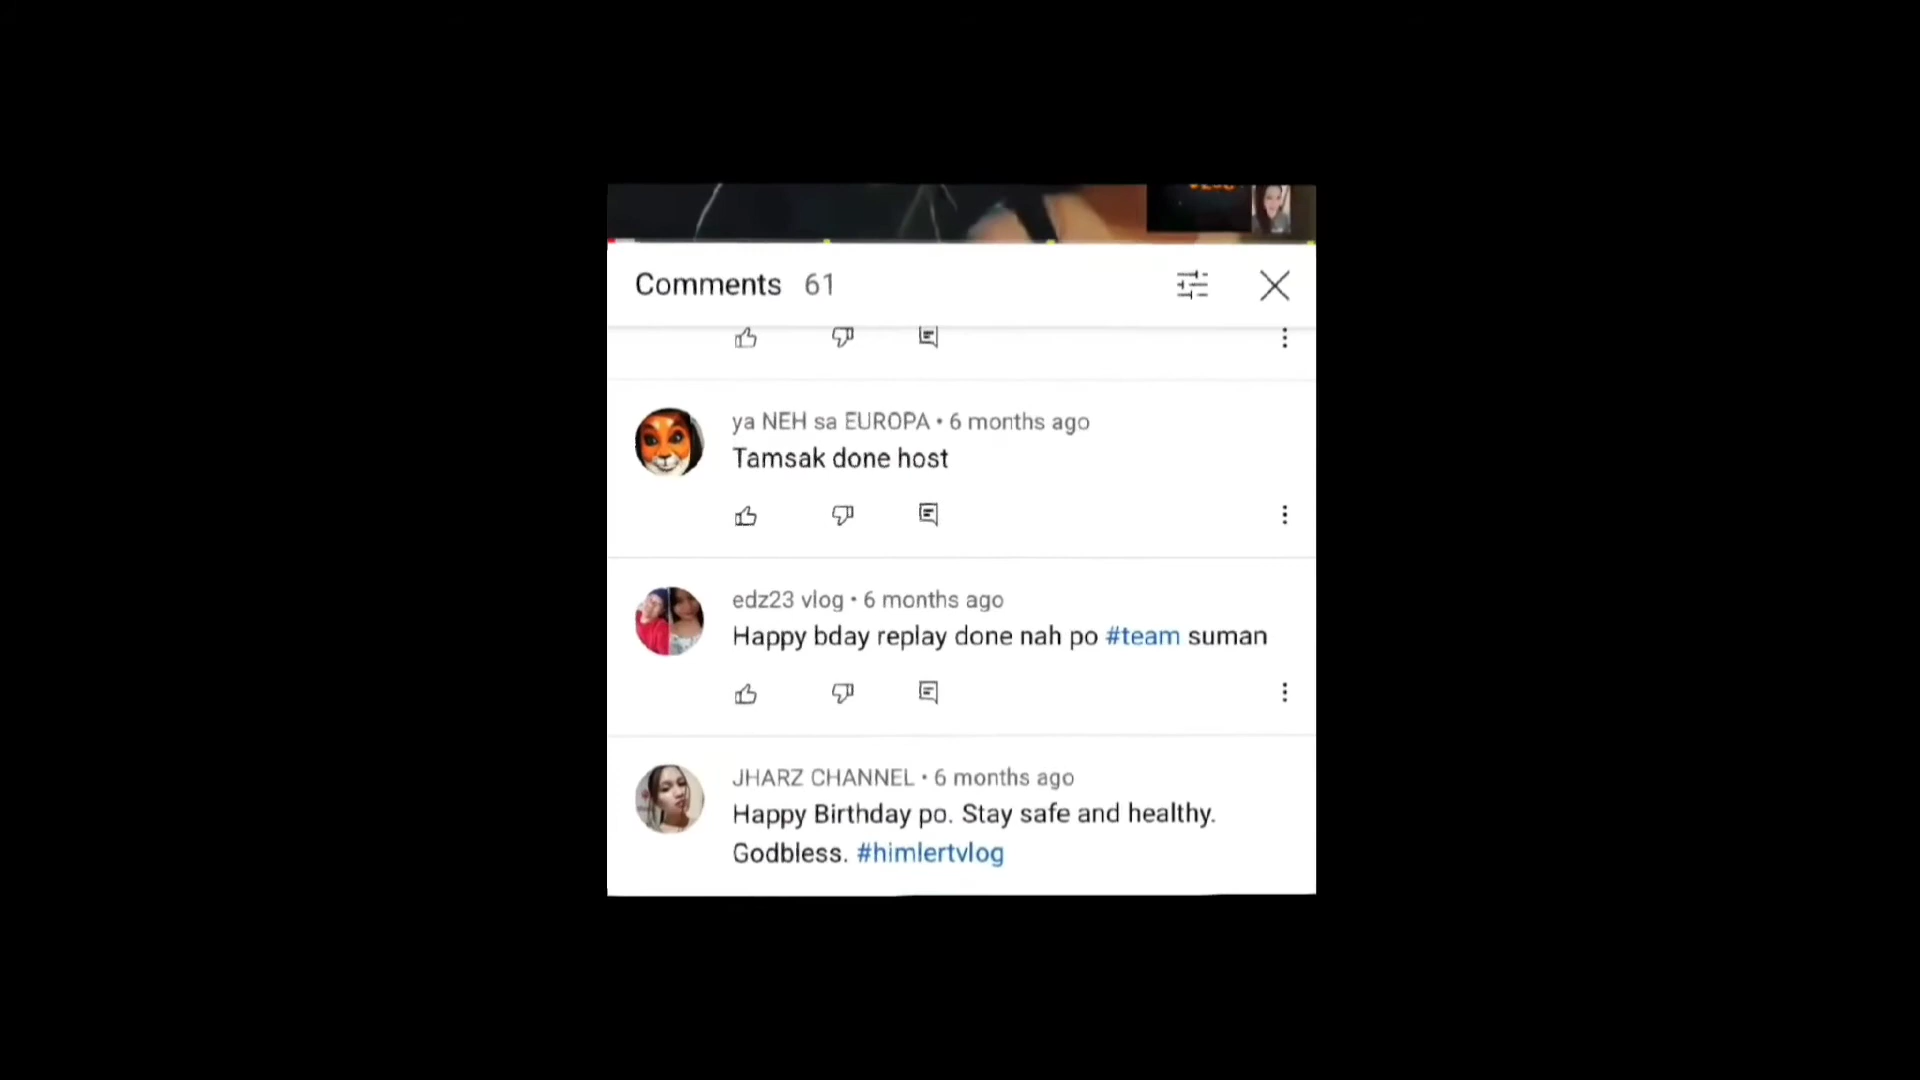 Comments 61
ya NEH sa EUROPA • 6 months ago
Tamsak done host
edz23 vlog • 6 months ago
Happy bday replay done nah po #team suman
JHARZ CHANNEL • 6 months ago
Happy Birthday po. Stay safe and healthy.
Godbless. #himlertvlog